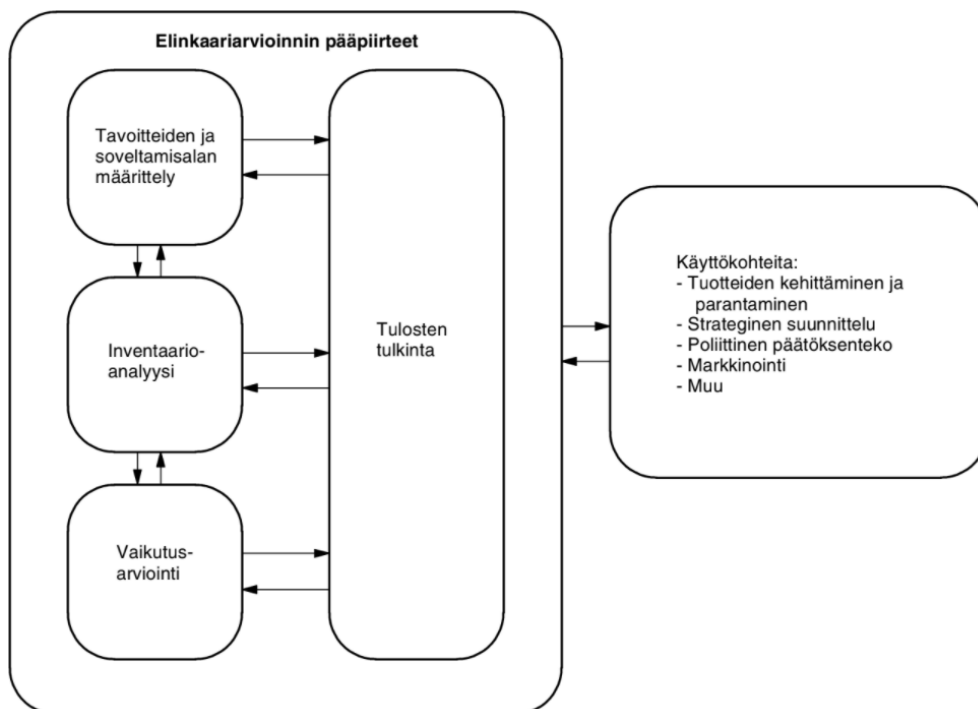 Elinkaariarvioinnin pääpiirteet
Tavoitteiden ja
soveltamisalan
määrittely
Inventaario-
analyysi
Vaikutus-
arviointi
Tulosten
tulkinta
Käyttökohteita:
- Tuotteiden kehittäminen ja
parantaminen
- Strateginen suunnittelu
- Poliittinen päätöksenteko
- Markkinointi
- Muu